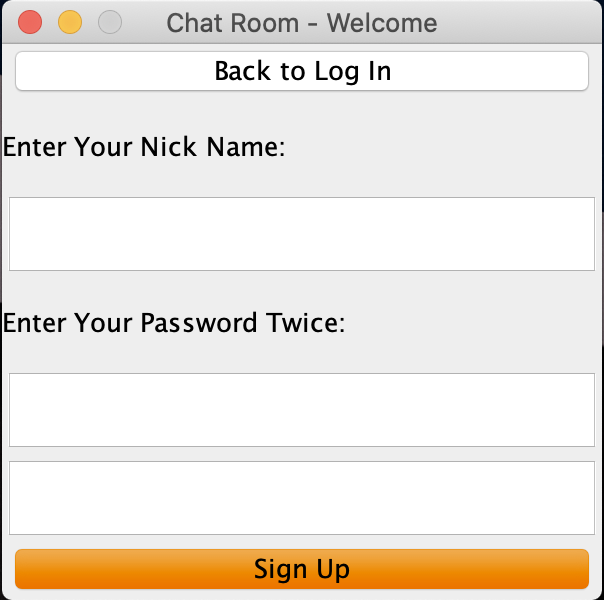 Chat Room - Welcome
Back to Log In
Enter Your Nick Name:
Enter Your Password Twice:
Sign Up